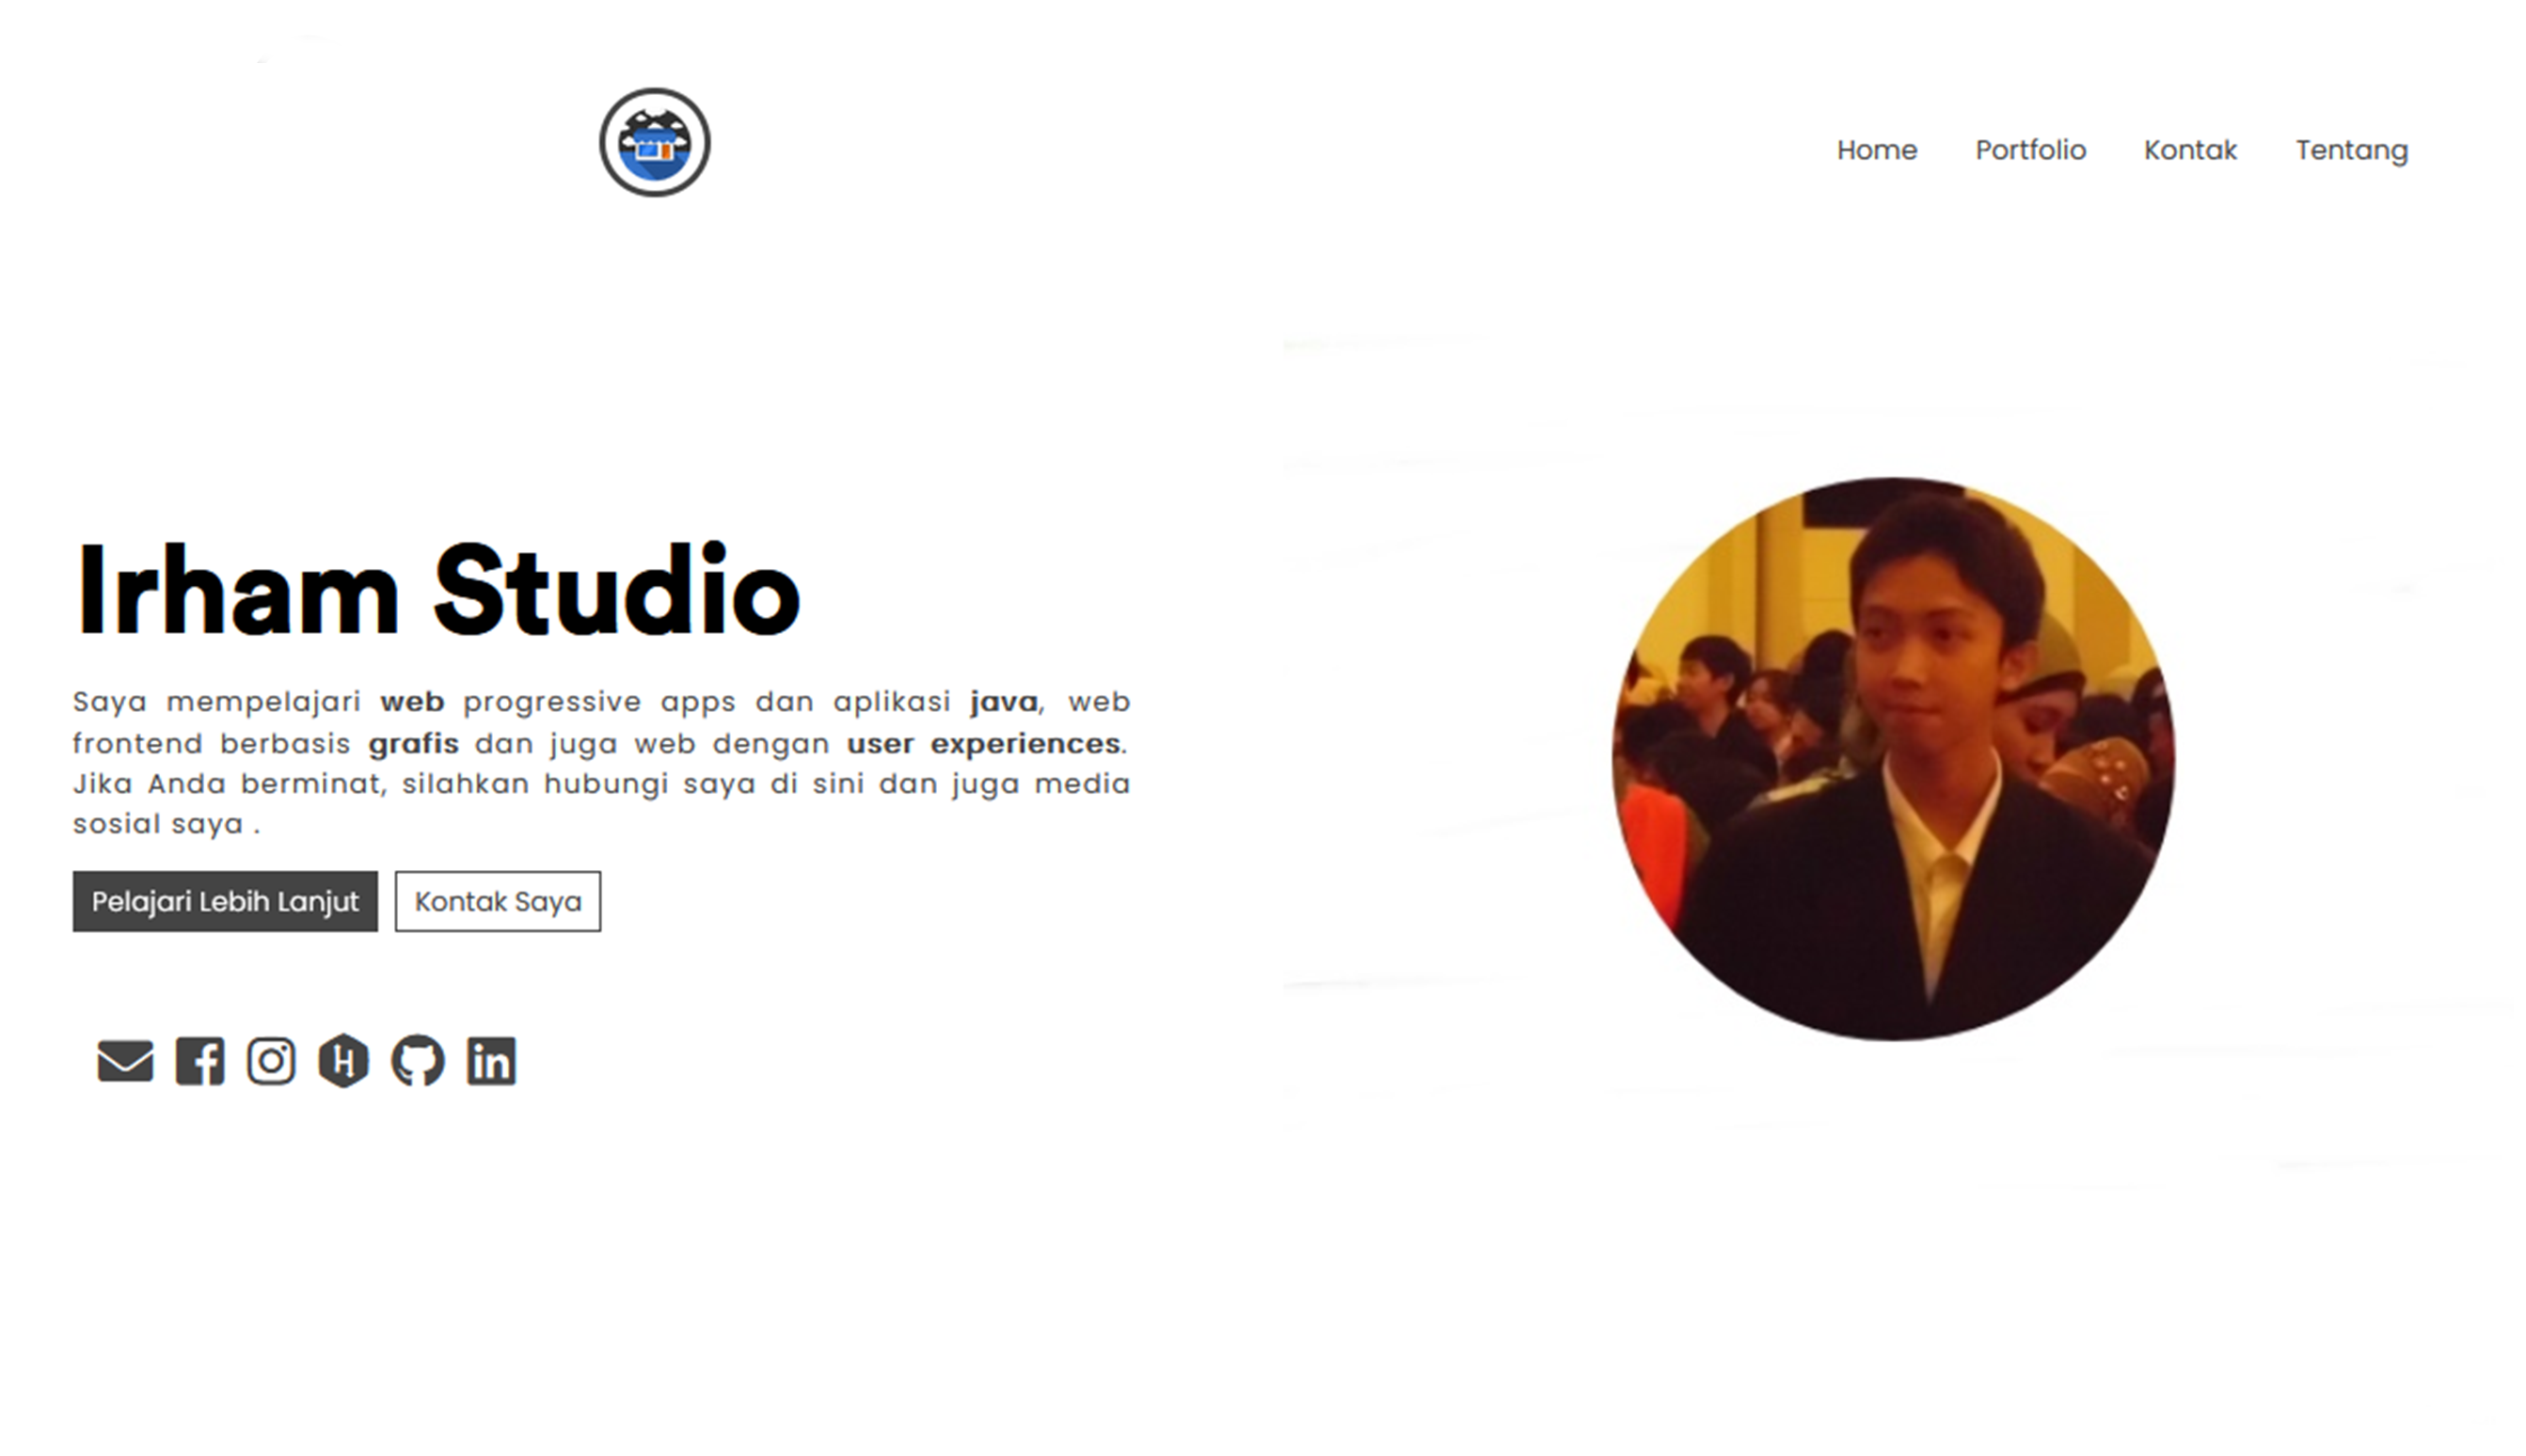 Home Portfolio Kontak Tentang
Irham Studio
Saya mempelajari web progressive apps dan aplikasi java, web
frontend berbasis grafis dan juga web dengan user experiences.
Jika Anda berminat, silahkan hubungi saya di sini dan juga media
sosial saya .
Pelajari Lebih Lanjut Kontak Saya